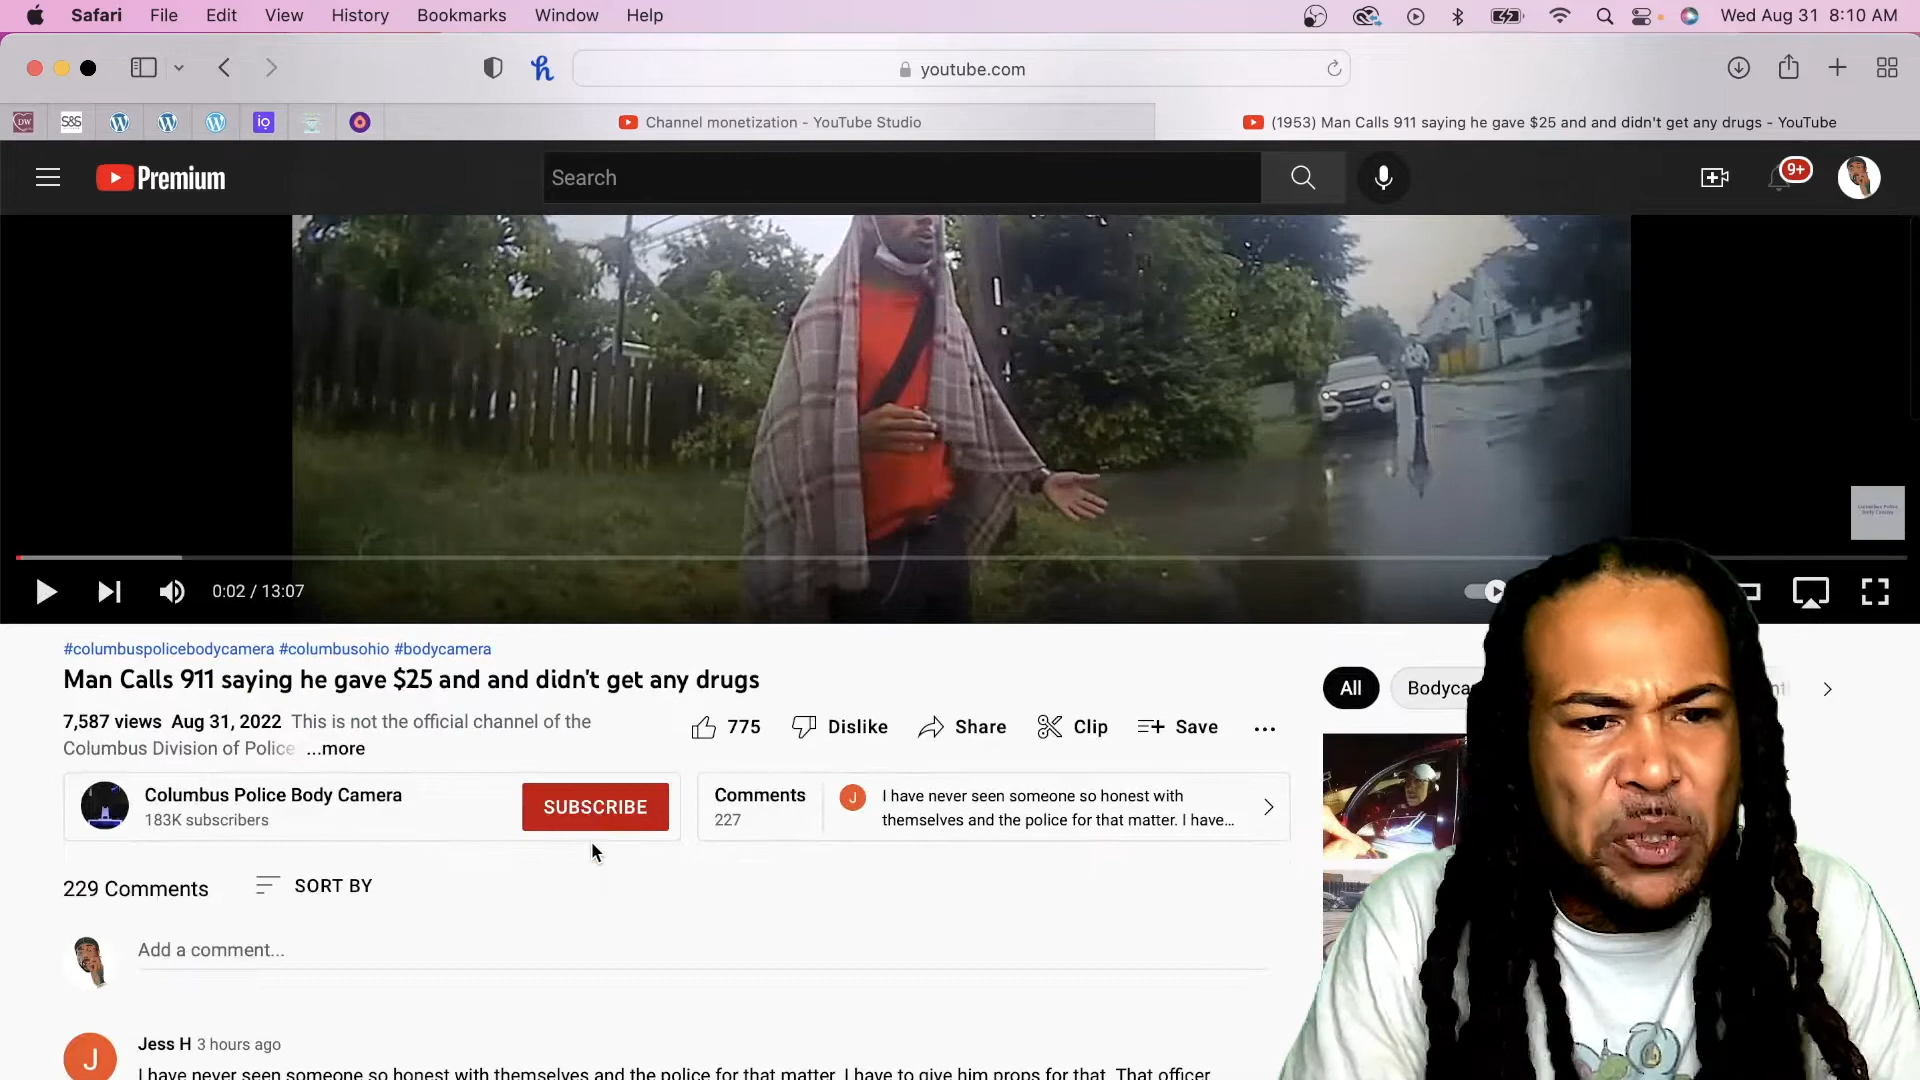 Safari File Edit View History Bookmarks Window Help Wed Aug 31 8:10 AM
youtube.com
DW S&S iQ Channel monetization - YouTube Studio (1953) Man Calls 911 saying he gave $25 and and didn't get any drugs - YouTube
Premium Search 9+
Columbus Police
Body Camera
0:02 / 13:07
#columbuspolicebodycamera #columbusohio #bodycamera
Man Calls 911 saying he gave $25 and and didn't get any drugs
All Bodyca
7,587 views Aug 31, 2022 This is not the official channel of the
Columbus Division of Police ...more
775 Dislike Share Clip Save
Columbus Police Body Camera
183K subscribers
SUBSCRIBE
Comments
227
J
I have never seen someone so honest with
themselves and the police for that matter. I have...
229 Comments SORT BY
Add a comment...
J
Jess H 3 hours ago
I have never seen someone so honest with themselves and the police for that matter. I have to give him props for that. That officer